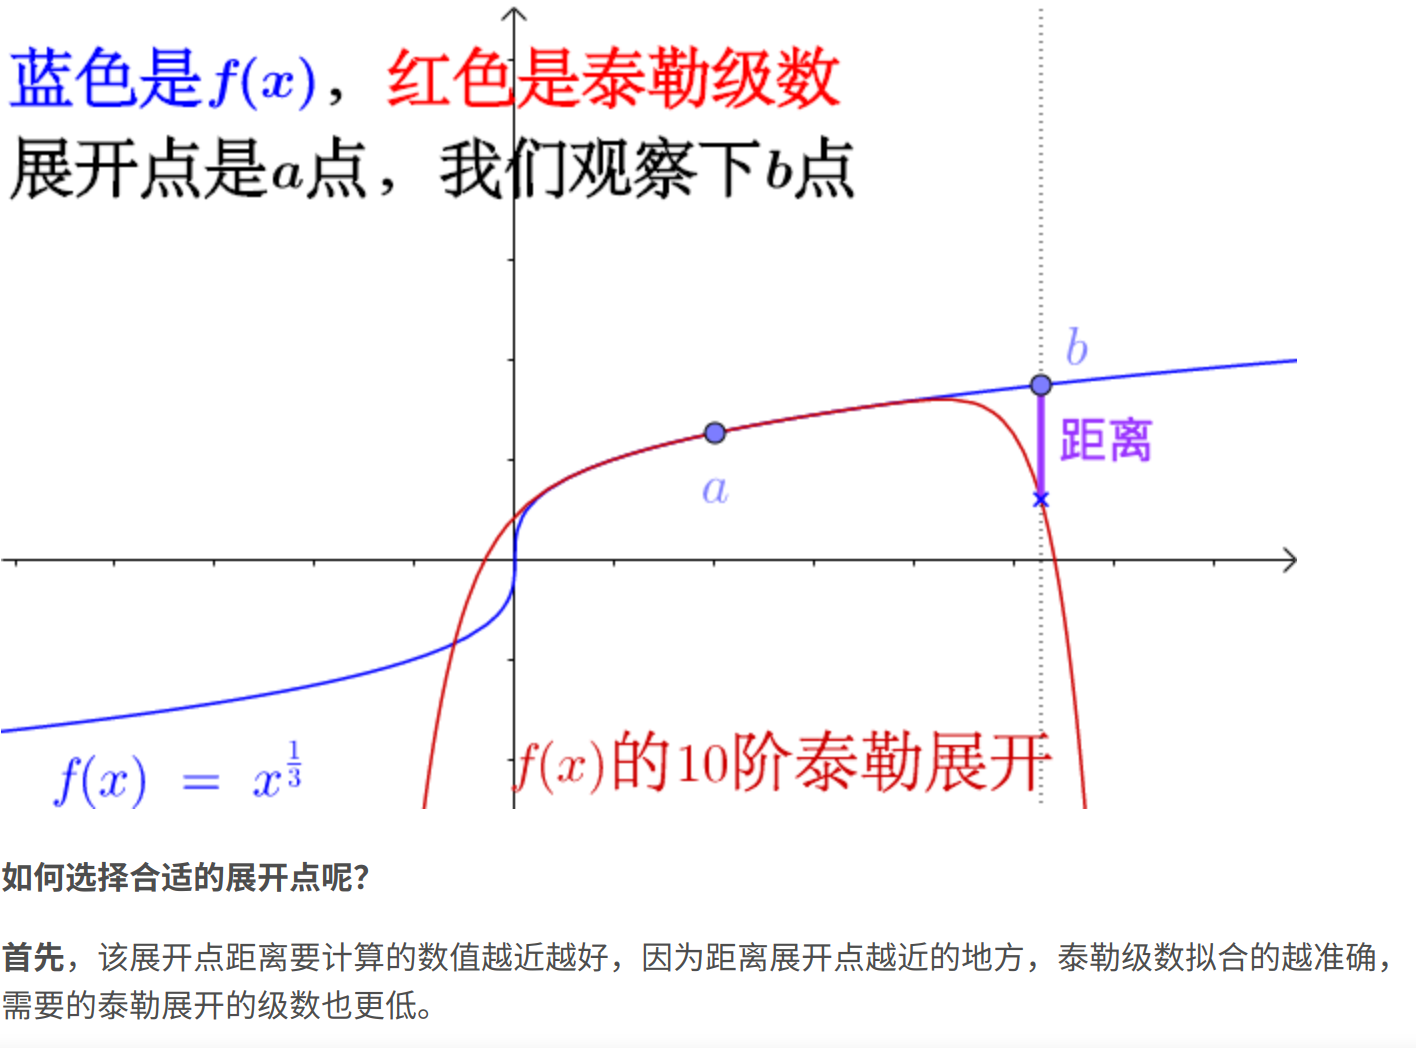 蓝色是f(x)，红色是泰勒级数
展开点是a点，我们观察下b点
b
距离
a
f(x) = x^{\frac{1}{3}}
f(x)的10阶泰勒展开
如何选择合适的展开点呢？
首先，该展开点距离要计算的数值越近越好，因为距离展开点越近的地方，泰勒级数拟合的越准确，
需要的泰勒展开的级数也更低。